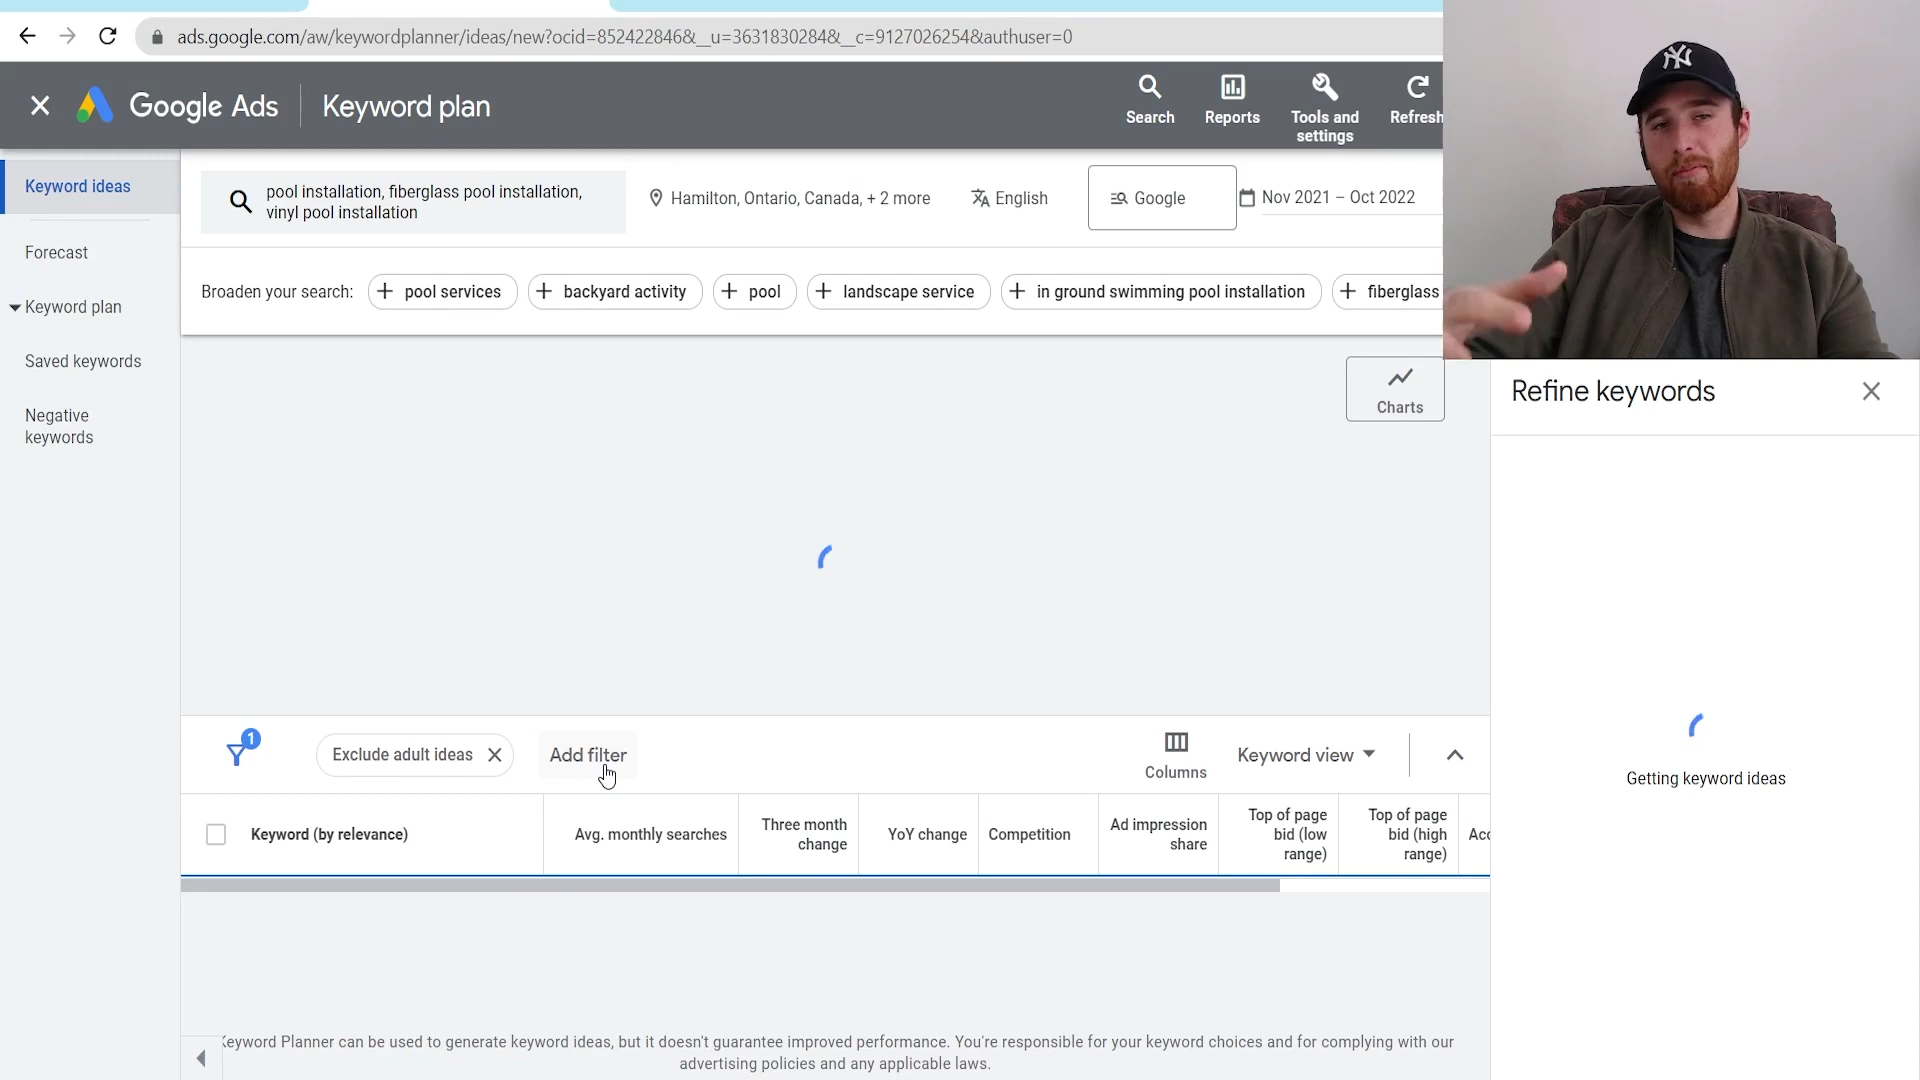 ads.google.com/aw/keywordplanner/ideas/new?ocid=852422846&__u=3631830284&__c=9127026254&authuser=0
Google Ads
Keyword plan
Search
Reports
Tools and
settings
Refresh
NY
Keyword ideas
Forecast
Keyword plan
Saved keywords
Negative
keywords
pool installation, fiberglass pool installation,
vinyl pool installation
Hamilton, Ontario, Canada, + 2 more
English
Google
Nov 2021 – Oct 2022
Broaden your search:
pool services
backyard activity
pool
landscape service
in ground swimming pool installation
fiberglass
Charts
Refine keywords
Getting keyword ideas
1
Exclude adult ideas
Add filter
Columns
Keyword view
Keyword (by relevance)
Avg. monthly searches
Three month
change
YoY change
Competition
Ad impression
share
Top of page
bid (low
range)
Top of page
bid (high
range)
Acc
Keyword Planner can be used to generate keyword ideas, but it doesn't guarantee improved performance. You're responsible for your keyword choices and for complying with our
advertising policies and any applicable laws.